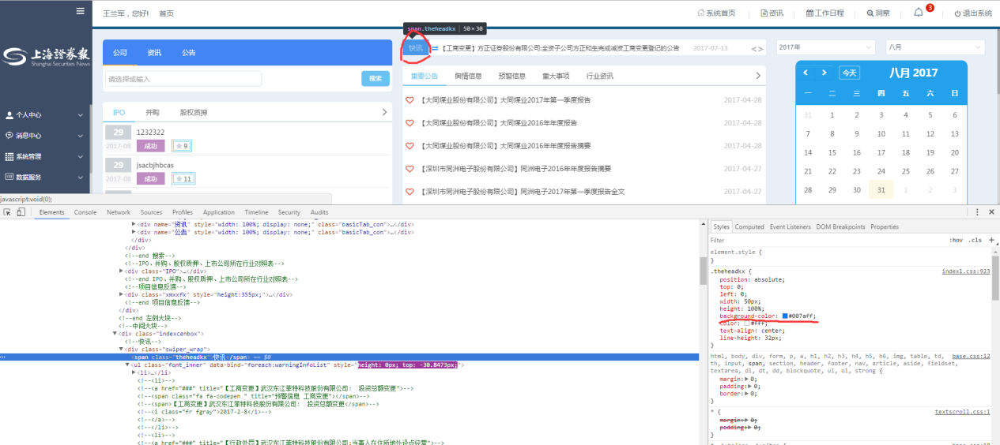 王兰军，您好！ 首页
系统首页 资讯 工作日程 洞察 3 退出系统
span.theheadkx 50×30
上海證券報
Shanghai Securities News
个人中心
消息中心
系统管理
数据服务
javascript:void(0);
公司 资讯 公告
请选择或输入 搜索
IPO 并购 股权质押
29 1232322
2017-08 成功 9
29 jsacbjhbcas
2017-08 成功 11
快讯 【工商变更】方正证券股份有限公司:全资子公司方正和生完成减资工商变更登记的公告 2017-07-13 <>
重要公告 舆情信息 预警信息 重大事项 行业资讯
【大同煤业股份有限公司】大同煤业2017年第一季度报告 2017-04-28
【大同煤业股份有限公司】大同煤业2016年年度报告 2017-04-28
【大同煤业股份有限公司】大同煤业2016年年度报告摘要 2017-04-28
【深圳市同洲电子股份有限公司】同洲电子2016年年度报告摘要 2017-04-27
【深圳市同洲电子股份有限公司】同洲电子2017年第一季度报告全文 2017-04-27
2017年 八月
今天 八月 2017
一 二 三 四 五 六 日
31 1 2 3 4 5 6
7 8 9 10 11 12 13
14 15 16 17 18 19 20
21 22 23 24 25 26 27
28 29 30 31 1 2 3
Elements Console Network Sources Profiles Application Timeline Security Audits
<div name="资讯" style="width: 100%; display: none;" class="basicTab_con">…</div>
<div name="公告" style="width: 100%; display: none;" class="basicTab_con">…</div>
</div>
</div>
<!--end 搜索-->
<!--IPO、并购、股权质押、上市公司所在行业对照表-->
<div class="IPO">…</div>
<!--end IPO、并购、股权质押、上市公司所在行业对照表-->
<!--项目信息反馈-->
<div class="xmxxfk" style="height:355px;">…</div>
<!--end 项目信息反馈-->
</div>
<!--end 左侧大块-->
<!--中间大块-->
<div class="indexcenbox">
<!--快讯-->
<div class="swiper_wrap">
<span class="theheadkx">快讯</span> == $0
<ul class="font_inner" data-bind="foreach:warningInfoList" style="height: 0px; top: -30.8473px;">
<li>…</li>
<!--<li>-->
<!--<a href="###" title="【工商变更】武汉东江菲特科技股份有限公司： 投资总额变更">-->
<!--<span class="fa fa-codepen " title="预警信息 工商变更"></span>-->
<!--<span>【工商变更】武汉东江菲特科技股份有限公司： 投资总额变更</span>-->
<!--<i class="fr fgray">2017-2-8</i>-->
<!--</a>-->
<!--</li>-->
<!--<li>-->
<!--<a href="###" title="【行政处罚】武汉东江菲特科技股份有限公司:当事人在住所地外设点经营">-->
Styles Computed Event Listeners DOM Breakpoints Properties
Filter :hov .cls +
element.style {
}
.theheadkx { index1.css:923
position: absolute;
top: 0;
left: 0;
width: 50px;
height: 100%;
background-color: #007aff;
color: #fff;
text-align: center;
line-height: 32px;
}
html, body, div, form, p, a, h1, h2, h3, h4, h5, h6, img, table, td, base.css:12
th, input, span, section, header, footer, nav, article, aside, fieldset,
textarea, dl, dt, dd, blockquote, ul, ol, strong {
margin: 0;
padding: 0;
border: 0;
}
* { textscroll.css:1
margin: 0;
padding: 0;
}